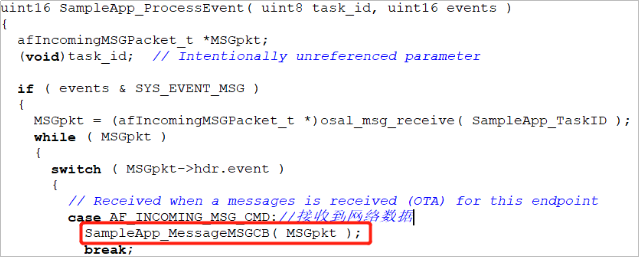 uint16 SampleApp_ProcessEvent( uint8 task_id, uint16 events )
{
afIncomingMSGPacket_t *MSGpkt;
(void)task_id;  // Intentionally unreferenced parameter
if ( events & SYS_EVENT_MSG )
{
MSGpkt = (afIncomingMSGPacket_t *)osal_msg_receive( SampleApp_TaskID );
while ( MSGpkt )
{
switch ( MSGpkt->hdr.event )
{
// Received when a messages is received (OTA) for this endpoint
case AF_INCOMING_MSG_CMD://接收到网络数据
SampleApp_MessageMSGCB( MSGpkt );
break;